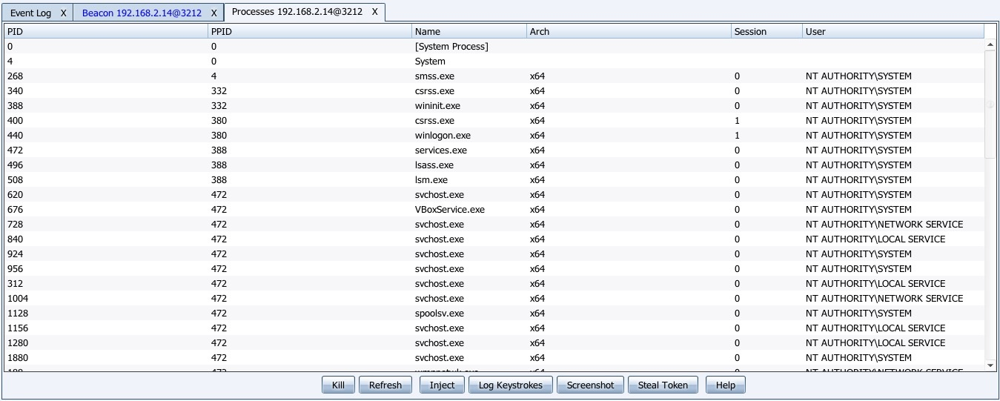 Event Log X Beacon 192.168.2.14@3212 X Processes 192.168.2.14@3212 X
PID PPID Name Arch Session User
0 0 [System Process]
4 0 System
268 4 smss.exe x64 0 NT AUTHORITY\SYSTEM
340 332 csrss.exe x64 0 NT AUTHORITY\SYSTEM
388 332 wininit.exe x64 0 NT AUTHORITY\SYSTEM
400 380 csrss.exe x64 1 NT AUTHORITY\SYSTEM
440 380 winlogon.exe x64 1 NT AUTHORITY\SYSTEM
472 388 services.exe x64 0 NT AUTHORITY\SYSTEM
496 388 lsass.exe x64 0 NT AUTHORITY\SYSTEM
508 388 lsm.exe x64 0 NT AUTHORITY\SYSTEM
620 472 svchost.exe x64 0 NT AUTHORITY\SYSTEM
676 472 VBoxService.exe x64 0 NT AUTHORITY\SYSTEM
728 472 svchost.exe x64 0 NT AUTHORITY\NETWORK SERVICE
840 472 svchost.exe x64 0 NT AUTHORITY\LOCAL SERVICE
924 472 svchost.exe x64 0 NT AUTHORITY\SYSTEM
956 472 svchost.exe x64 0 NT AUTHORITY\SYSTEM
312 472 svchost.exe x64 0 NT AUTHORITY\LOCAL SERVICE
1004 472 svchost.exe x64 0 NT AUTHORITY\NETWORK SERVICE
1128 472 spoolsv.exe x64 0 NT AUTHORITY\SYSTEM
1156 472 svchost.exe x64 0 NT AUTHORITY\LOCAL SERVICE
1280 472 svchost.exe x64 0 NT AUTHORITY\LOCAL SERVICE
1880 472 svchost.exe x64 0 NT AUTHORITY\SYSTEM
Kill Refresh Inject Log Keystrokes Screenshot Steal Token Help